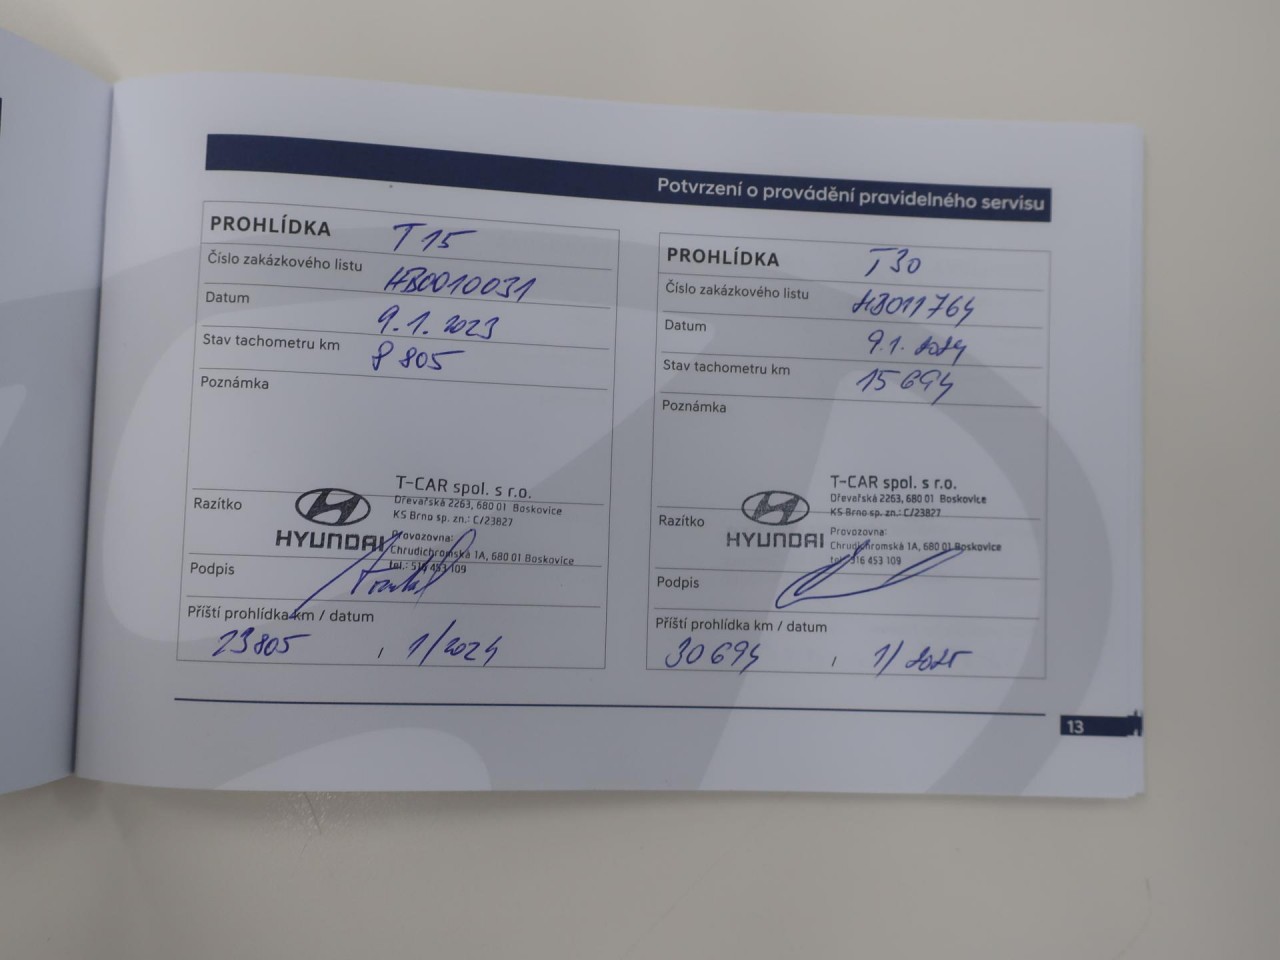 Potvrzení o provádění pravidelného servisu
PROHLÍDKA T15
Číslo zakázkového listu HB0010031
Datum 9.1.2023
Stav tachometru km 8 805
Poznámka
Razítko
HYUNDAI
T-CAR spol. s r.o.
Dřevařská 2263, 680 01 Boskovice
KS Brno sp. zn.: C/23827
Provozovna:
Chrudichromská 1A, 680 01 Boskovice
tel.: 516 453 109
Podpis
Příští prohlídka km / datum
23805 / 1/2024
PROHLÍDKA T30
Číslo zakázkového listu HB011764
Datum 9.1.2024
Stav tachometru km 15694
Poznámka
Razítko
HYUNDAI
T-CAR spol. s r.o.
Dřevařská 2263, 680 01 Boskovice
KS Brno sp. zn.: C/23827
Provozovna:
Chrudichromská 1A, 680 01 Boskovice
tel.: 516 453 109
Podpis
Příští prohlídka km / datum
30694 / 1/2025
13